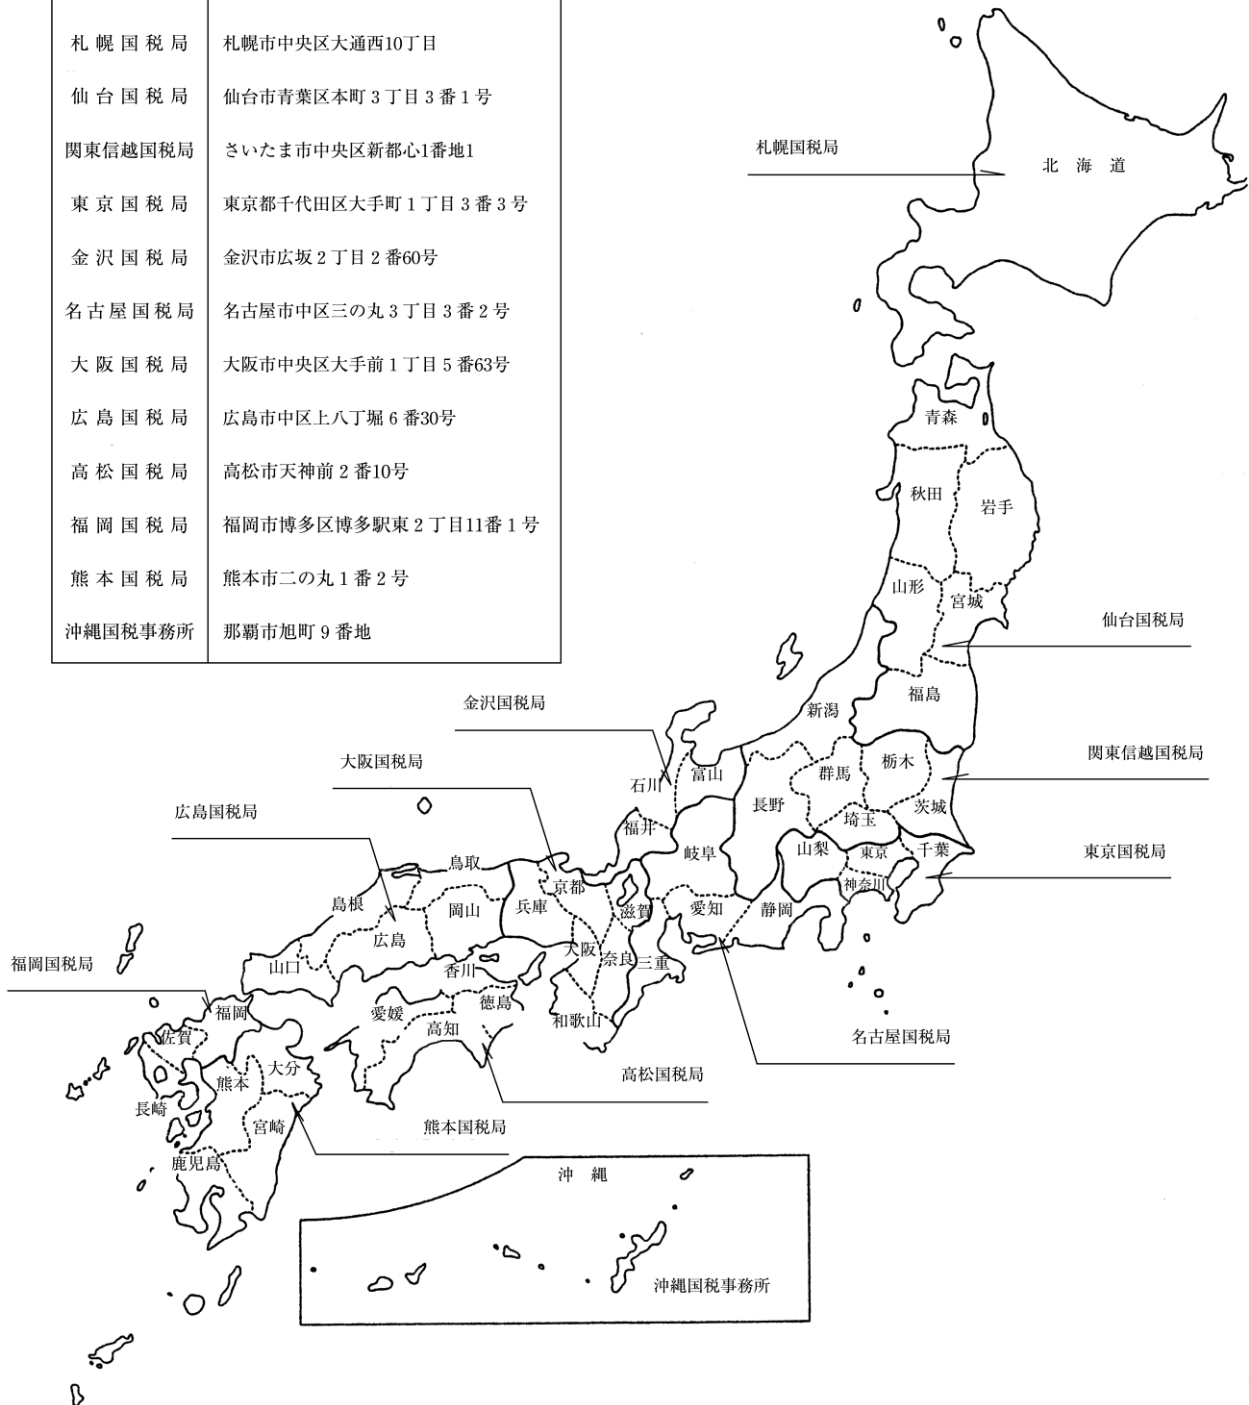 札幌国税局 札幌市中央区大通西10丁目
仙台国税局 仙台市青葉区本町3丁目3番1号
関東信越国税局 さいたま市中央区新都心1番地1
東京国税局 東京都千代田区大手町1丁目3番3号
金沢国税局 金沢市広坂2丁目2番60号
名古屋国税局 名古屋市中区三の丸3丁目3番2号
大阪国税局 大阪市中央区大手前1丁目5番63号
広島国税局 広島市中区上八丁堀6番30号
高松国税局 高松市天神前2番10号
福岡国税局 福岡市博多区博多駅東2丁目11番1号
熊本国税局 熊本市二の丸1番2号
沖縄国税事務所 那覇市旭町9番地
札幌国税局
北海道
青森
秋田
岩手
山形
宮城
仙台国税局
福島
金沢国税局
新潟
大阪国税局
関東信越国税局
栃木
群馬
富山
石川
長野
茨城
広島国税局
埼玉
福井
岐阜
山梨
東京
千葉
東京国税局
鳥取
神奈川
京都
島根
岡山
兵庫
滋賀
愛知
静岡
広島
大阪
奈良
三重
福岡国税局
山口
香川
徳島
愛媛
高知
和歌山
福岡
佐賀
名古屋国税局
大分
熊本
高松国税局
長崎
宮崎
熊本国税局
鹿児島
沖縄
沖縄国税事務所